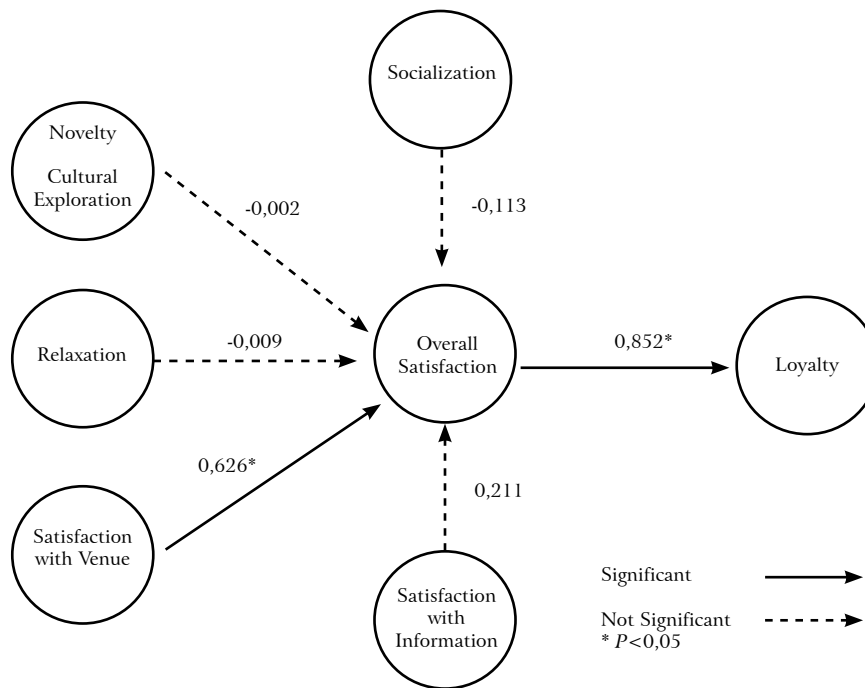 Socialization
Novelty
Cultural
Exploration
-0,002
-0,113
Relaxation
-0,009
Overall
Satisfaction
0,852*
Loyalty
0,626*
0,211
Satisfaction
with Venue
Satisfaction
with
Information
Significant
Not Significant
* P<0,05